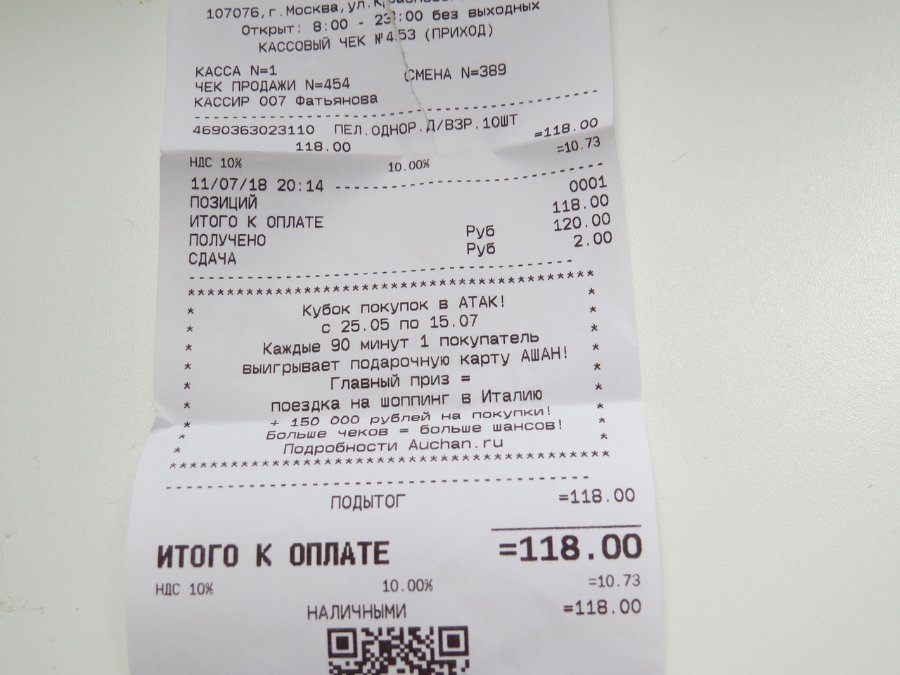 107076, г.Москва, ул.Краснобо
Открыт: 8:00 - 23:00 без выходных
КАССОВЫЙ ЧЕК №453 (ПРИХОД)
КАССА N=1 СМЕНА N=389
ЧЕК ПРОДАЖИ N=454
КАССИР 007 Фатьянова
4690363023110 ПЕЛ.ОДНОР.Д/ВЗР.10ШТ
118.00 =118.00
НДС 10% 10.00% =10.73
11/07/18 20:14
ПОЗИЦИЙ 0001
ИТОГО К ОПЛАТЕ 118.00
ПОЛУЧЕНО Руб 120.00
СДАЧА Руб 2.00
****************************************
* Кубок покупок в АТАК! *
* с 25.05 по 15.07 *
* Каждые 90 минут 1 покупатель *
* выигрывает подарочную карту АШАН! *
* Главный приз = *
* поездка на шоппинг в Италию *
* + 150 000 рублей на покупки! *
* Больше чеков = больше шансов! *
* Подробности Auchan.ru *
****************************************
ПОДЫТОГ =118.00
ИТОГО К ОПЛАТЕ =118.00
НДС 10% 10.00% =10.73
НАЛИЧНЫМИ =118.00